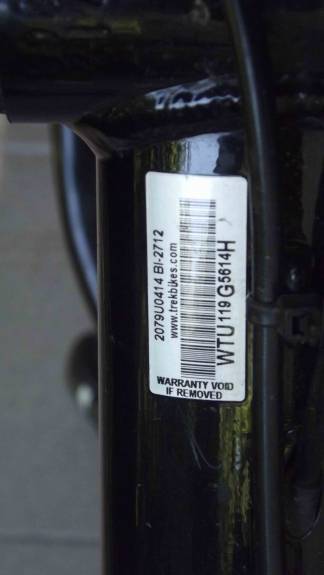 2079U0414 BI-2712
www.trekbikes.com
WTU119G5614H
WARRANTY VOID
IF REMOVED